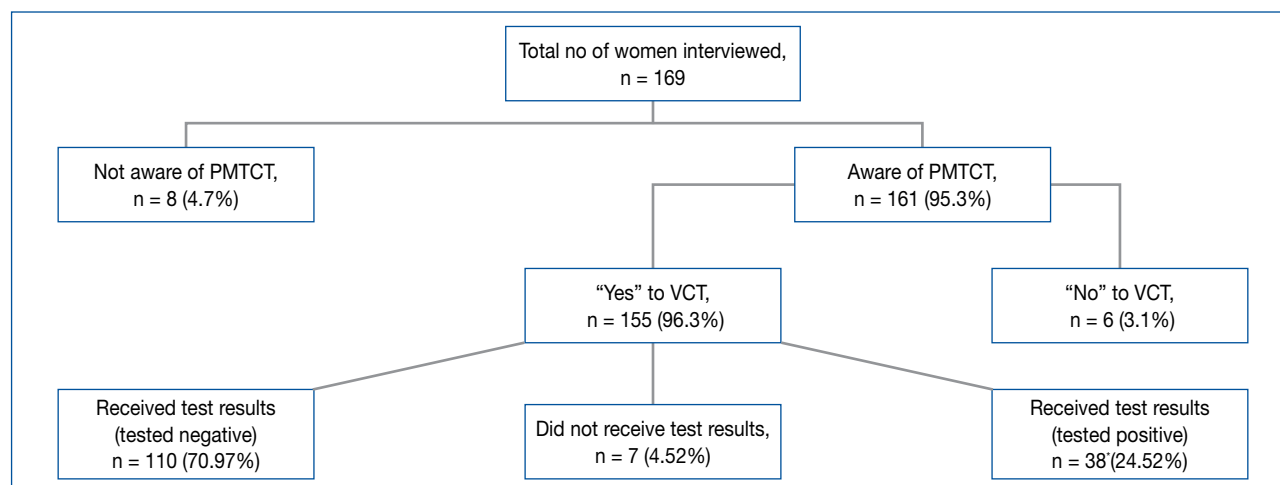 Total no of women interviewed,
n = 169
Not aware of PMTCT,
n = 8 (4.7%)
Aware of PMTCT,
n = 161 (95.3%)
“Yes” to VCT,
n = 155 (96.3%)
“No” to VCT,
n = 6 (3.1%)
Received test results
(tested negative)
n = 110 (70.97%)
Did not receive test results,
n = 7 (4.52%)
Received test results
(tested positive)
n = 38*(24.52%)